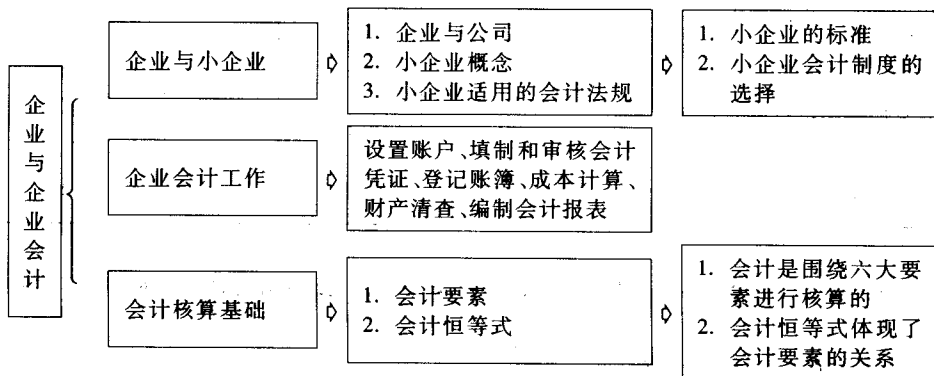 企业与企业会计
企业与小企业
1. 企业与公司
2. 小企业概念
3. 小企业适用的会计法规
1. 小企业的标准
2. 小企业会计制度的
选择
企业会计工作
设置账户、填制和审核会计
凭证、登记账簿、成本计算、
财产清查、编制会计报表
会计核算基础
1. 会计要素
2. 会计恒等式
1. 会计是围绕六大要
素进行核算的
2. 会计恒等式体现了
会计要素的关系